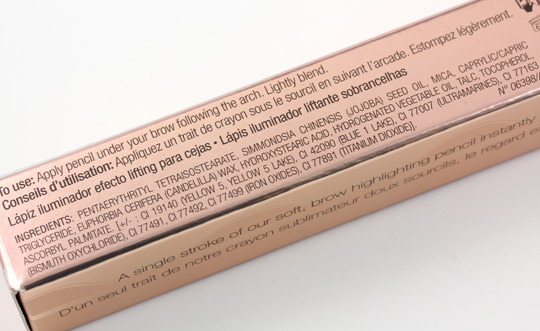 To use: Apply pencil under your brow following the arch. Lightly blend.
Conseils d'utilisation: Appliquez un trait de crayon sous le sourcil en suivant l'arcade. Estompez légèrement.
Lápiz iluminador efecto lifting para cejas • Lápis iluminador liftante sobrancelhas
INGREDIENTS: PENTAERYTHRITYL TETRAISOSTEARATE, SIMMONDSIA CHINENSIS (JOJOBA) SEED OIL, MICA, CAPRYLIC/CAPRIC
TRIGLYCERIDE, EUPHORBIA CERIFERA (CANDELILLA) WAX, HYDROXYSTEARIC ACID, HYDROGENATED VEGETABLE OIL, TALC, TOCOPHEROL,
ASCORBYL PALMITATE. [+/- : CI 19140 (YELLOW 5, YELLOW 5 LAKE), CI 42090 (BLUE 1 LAKE), CI 77007 (ULTRAMARINES), CI 77163
(BISMUTH OXYCHLORIDE), CI 77491, CI 77492, CI 77499 (IRON OXIDES), CI 77891 (TITANIUM DIOXIDE)].
N° 06398/
A single stroke of our soft, brow highlighting pencil instantly
D'un seul trait de notre crayon sublimateur doux sourcils, le regard e